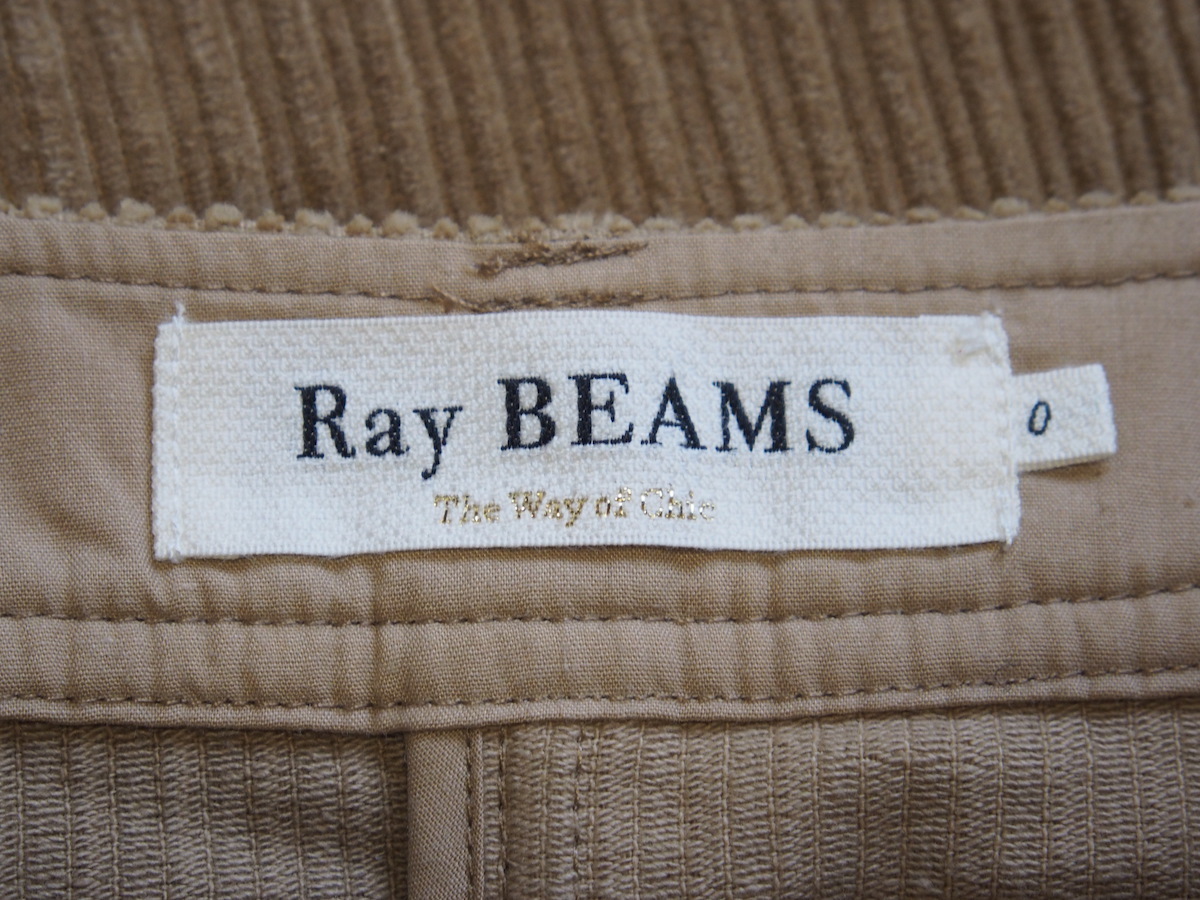 Ray BEAMS
The Way of Chic
0